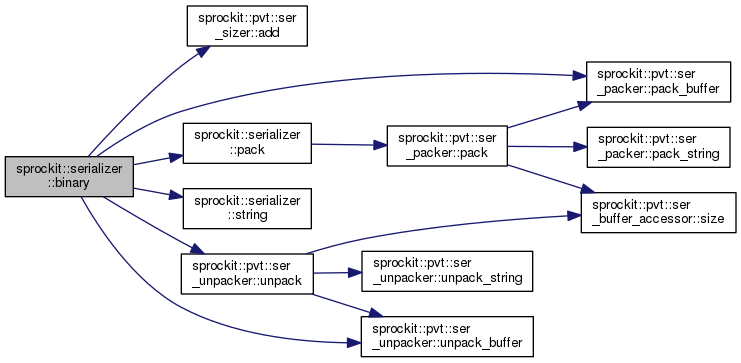 sprockit::pvt::ser
_sizer::add
sprockit::pvt::ser
_packer::pack_buffer
sprockit::serializer
::pack
sprockit::pvt::ser
_packer::pack
sprockit::pvt::ser
_packer::pack_string
sprockit::serializer
::binary
sprockit::serializer
::string
sprockit::pvt::ser
_buffer_accessor::size
sprockit::pvt::ser
_unpacker::unpack
sprockit::pvt::ser
_unpacker::unpack_string
sprockit::pvt::ser
_unpacker::unpack_buffer